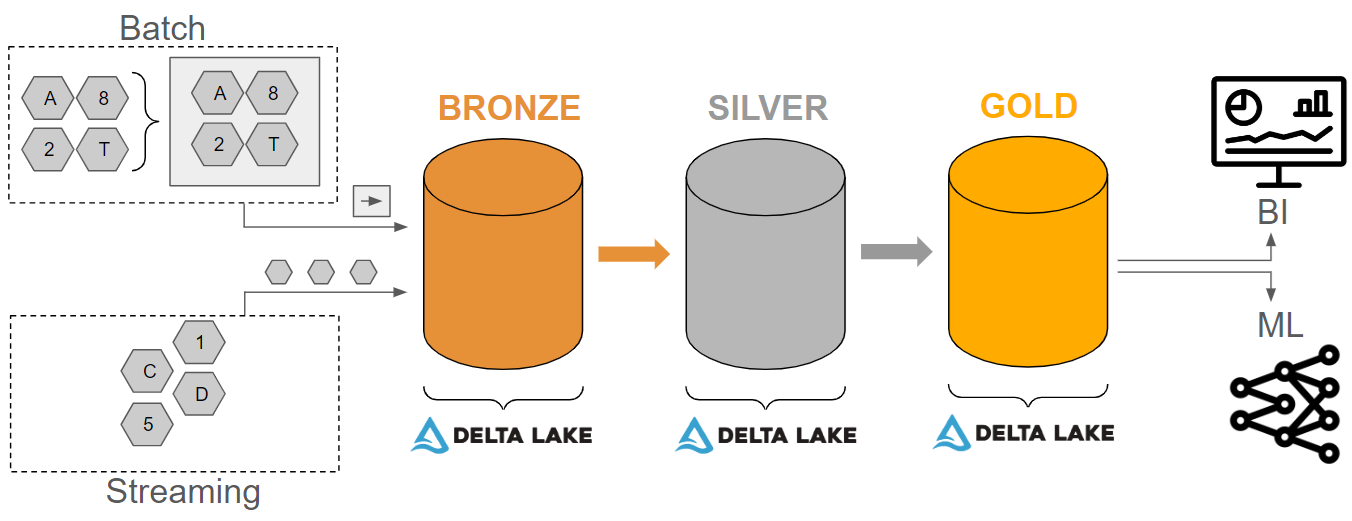 Batch
A 8 A 8
2 T 2 T
BRONZE SILVER GOLD
BI
1
C
D
5
ML
DELTA LAKE DELTA LAKE DELTA LAKE
Streaming